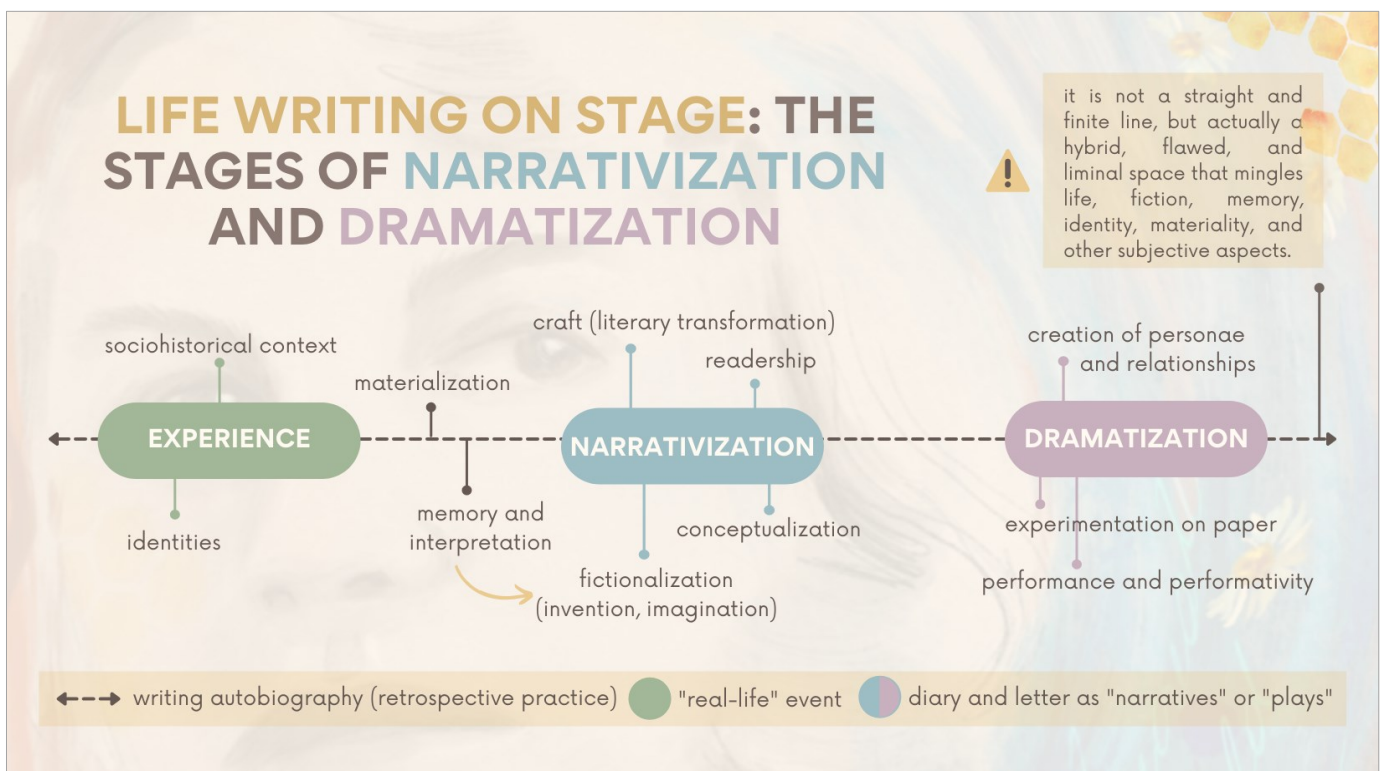 LIFE WRITING ON STAGE: THE
STAGES OF NARRATIVIZATION
AND DRAMATIZATION
it is not a straight and
finite line, but actually a
hybrid, flawed, and
liminal space that mingles
life, fiction, memory,
identity, materiality, and
other subjective aspects.
sociohistorical context
EXPERIENCE
identities
materialization
memory and
interpretation
craft (literary transformation)
readership
NARRATIVIZATION
conceptualization
fictionalization
(invention, imagination)
creation of personae
and relationships
DRAMATIZATION
experimentation on paper
performance and performativity
writing autobiography (retrospective practice)
"real-life" event
diary and letter as "narratives" or "plays"